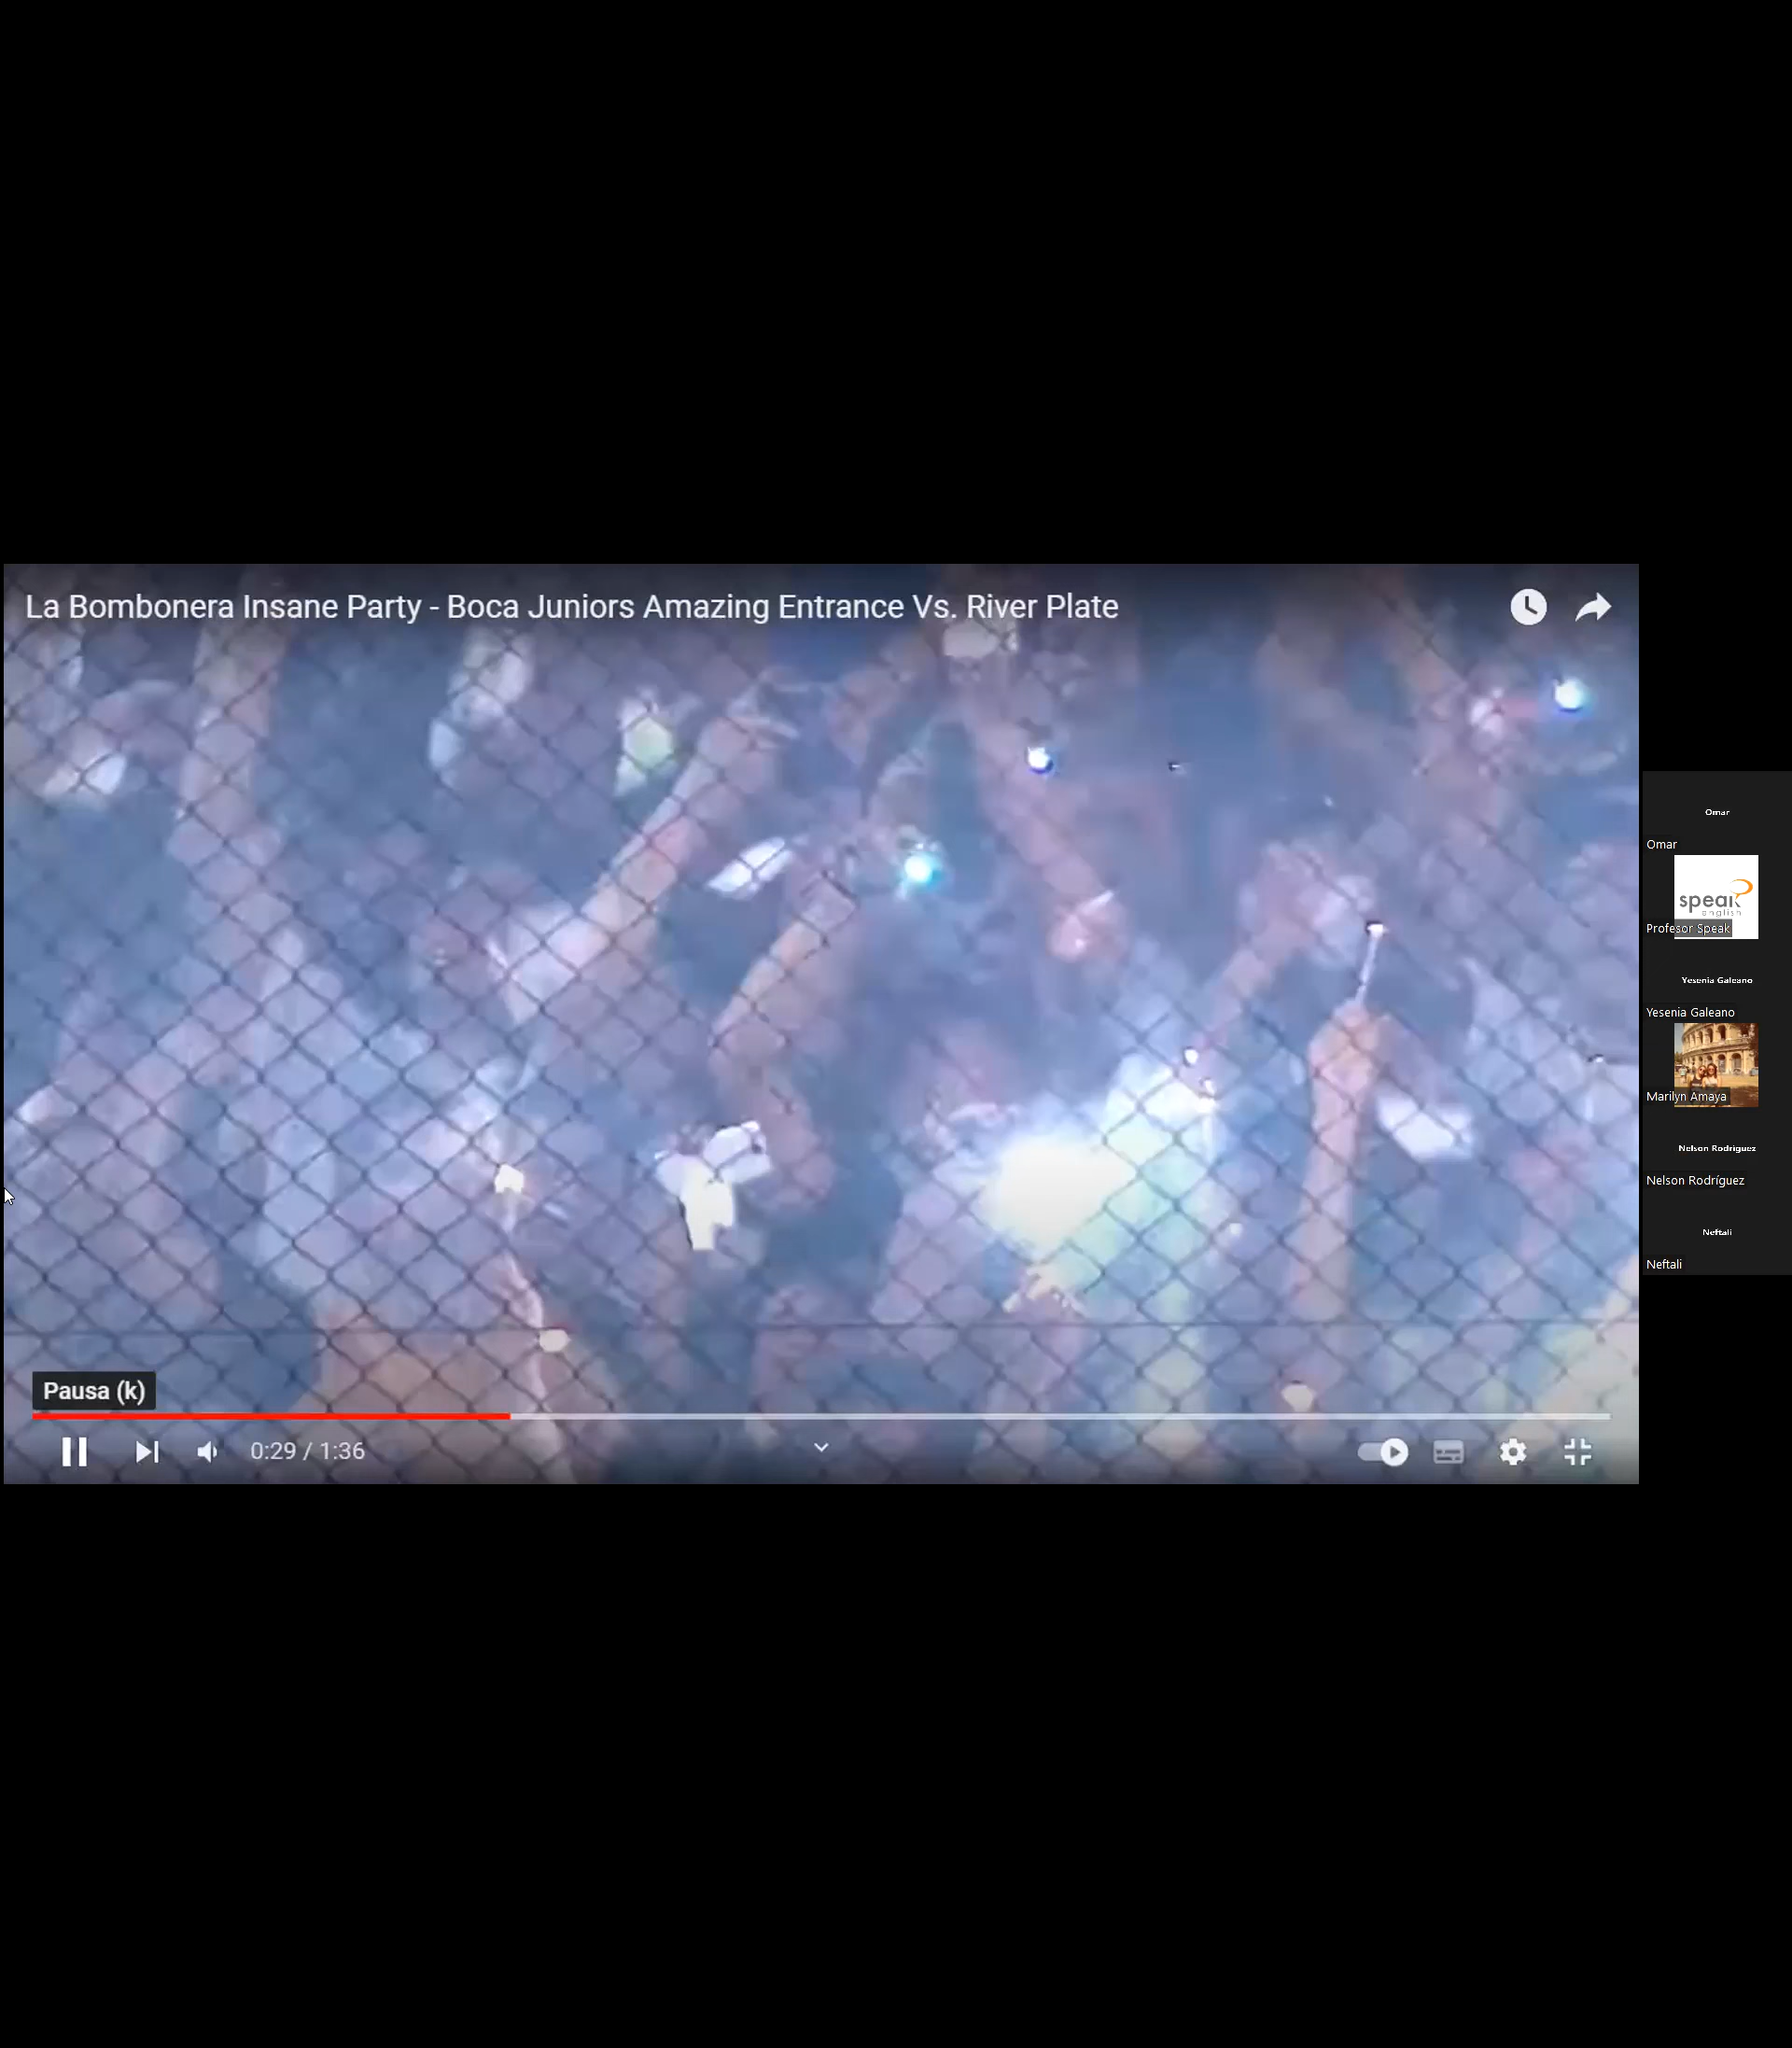 La Bombonera Insane Party - Boca Juniors Amazing Entrance Vs. River Plate
Omar
Omar
speak
english
Profesor Speak
Yesenia Galeano
Yesenia Galeano
Marilyn Amaya
Nelson Rodriguez
Nelson Rodríguez
Neftali
Neftali
Pausa (k)
0:29 / 1:36